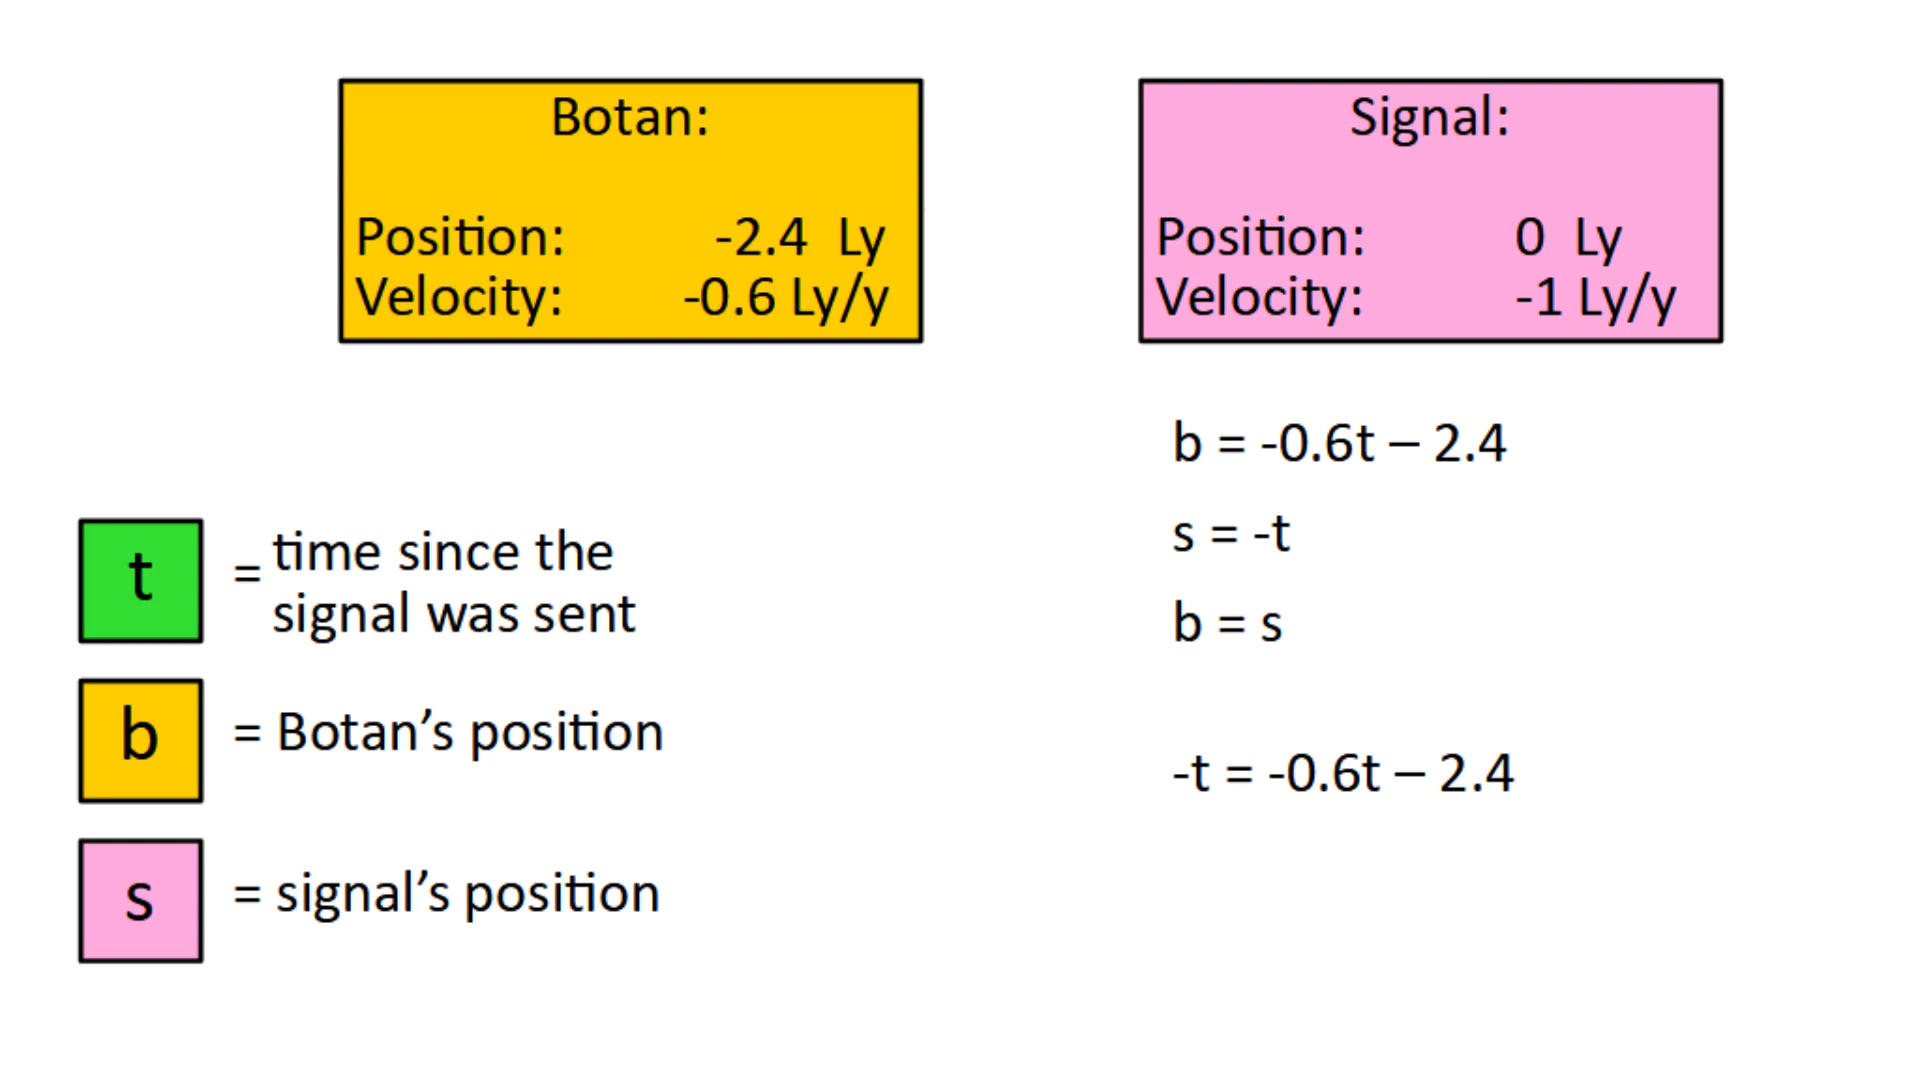 Botan:
Position: -2.4 Ly
Velocity: -0.6 Ly/y
Signal:
Position: 0 Ly
Velocity: -1 Ly/y
t = time since the
signal was sent
b = Botan’s position
s = signal’s position
b = -0.6t – 2.4
s = -t
b = s
-t = -0.6t – 2.4